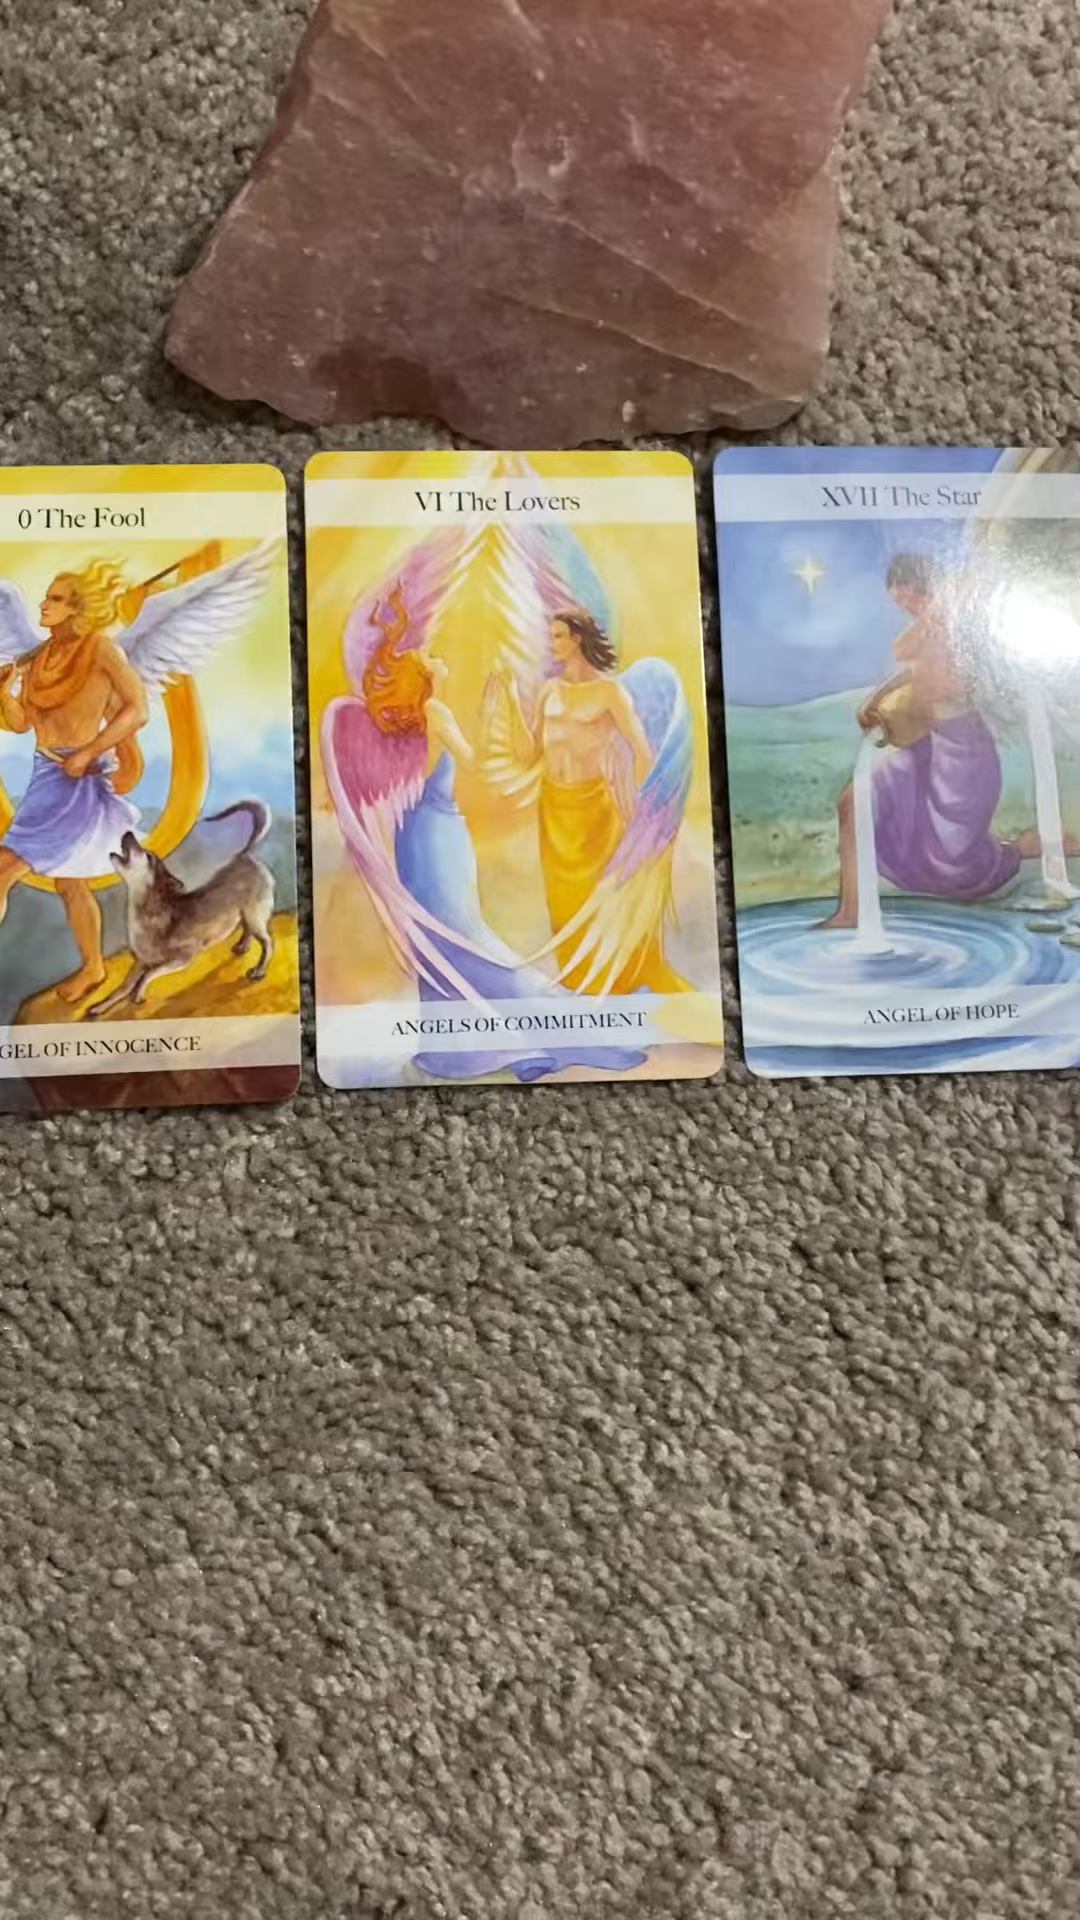 0 The Fool
GEL OF INNOCENCE
VI The Lovers
ANGELS OF COMMITMENT
XVII The Star
ANGEL OF HOPE